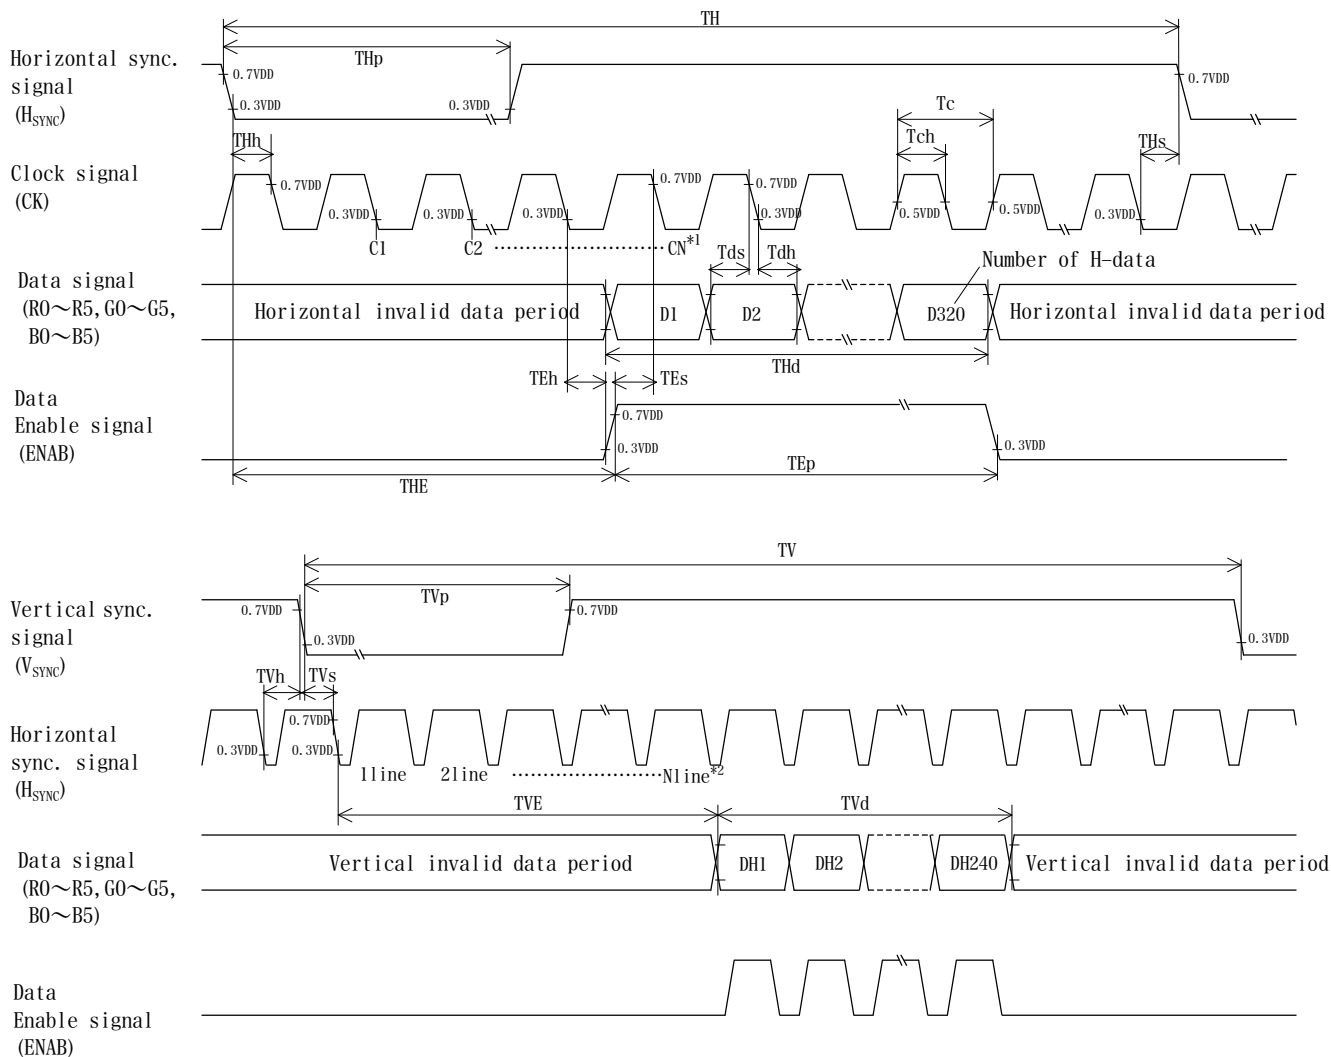 TH
THp
Horizontal sync.
signal
(HSYNC)
0.7VDD
0.3VDD
0.3VDD
0.7VDD
Tc
Tch
THh
THs
Clock signal
(CK)
0.7VDD
0.3VDD
0.3VDD
0.3VDD
0.7VDD
0.7VDD
0.3VDD
0.5VDD
0.5VDD
0.3VDD
C1
C2
CN*1
Tds
Tdh
Number of H-data
Data signal
(R0～R5,G0～G5,
B0～B5)
Horizontal invalid data period
D1
D2
D320
Horizontal invalid data period
THd
TEh
TEs
Data
Enable signal
(ENAB)
0.7VDD
0.3VDD
0.3VDD
THE
TEp
TV
TVp
Vertical sync.
signal
(VSYNC)
0.7VDD
0.3VDD
0.7VDD
0.3VDD
TVh
TVs
Horizontal
sync. signal
(HSYNC)
0.7VDD
0.3VDD
0.3VDD
1line
2line
Nline*2
TVE
TVd
Data signal
(R0～R5,G0～G5,
B0～B5)
Vertical invalid data period
DH1
DH2
DH240
Vertical invalid data period
Data
Enable signal
(ENAB)